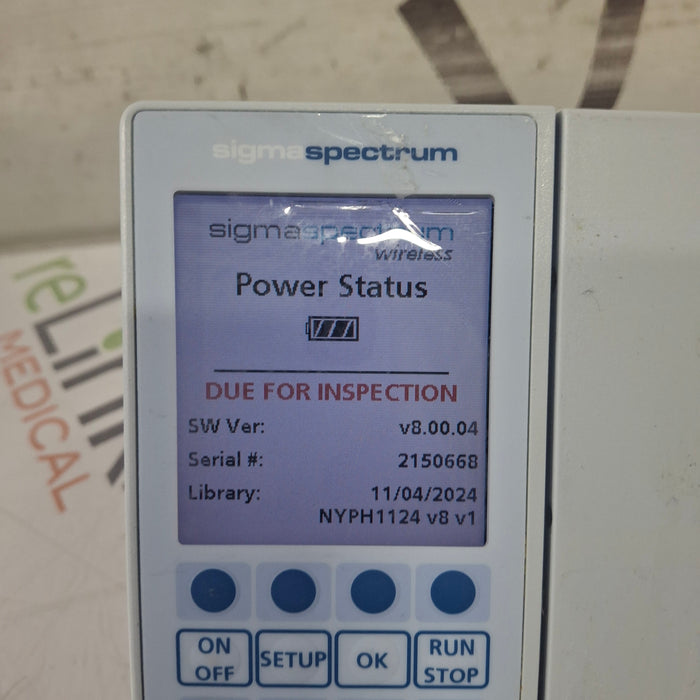 sigmaspectrum
sigmaspectrum
wireless
Power Status
DUE FOR INSPECTION
SW Ver: v8.00.04
Serial #: 2150668
Library: 11/04/2024
NYPH1124 v8 v1
ON OFF
SETUP
OK
RUN STOP
reLink
MEDICAL